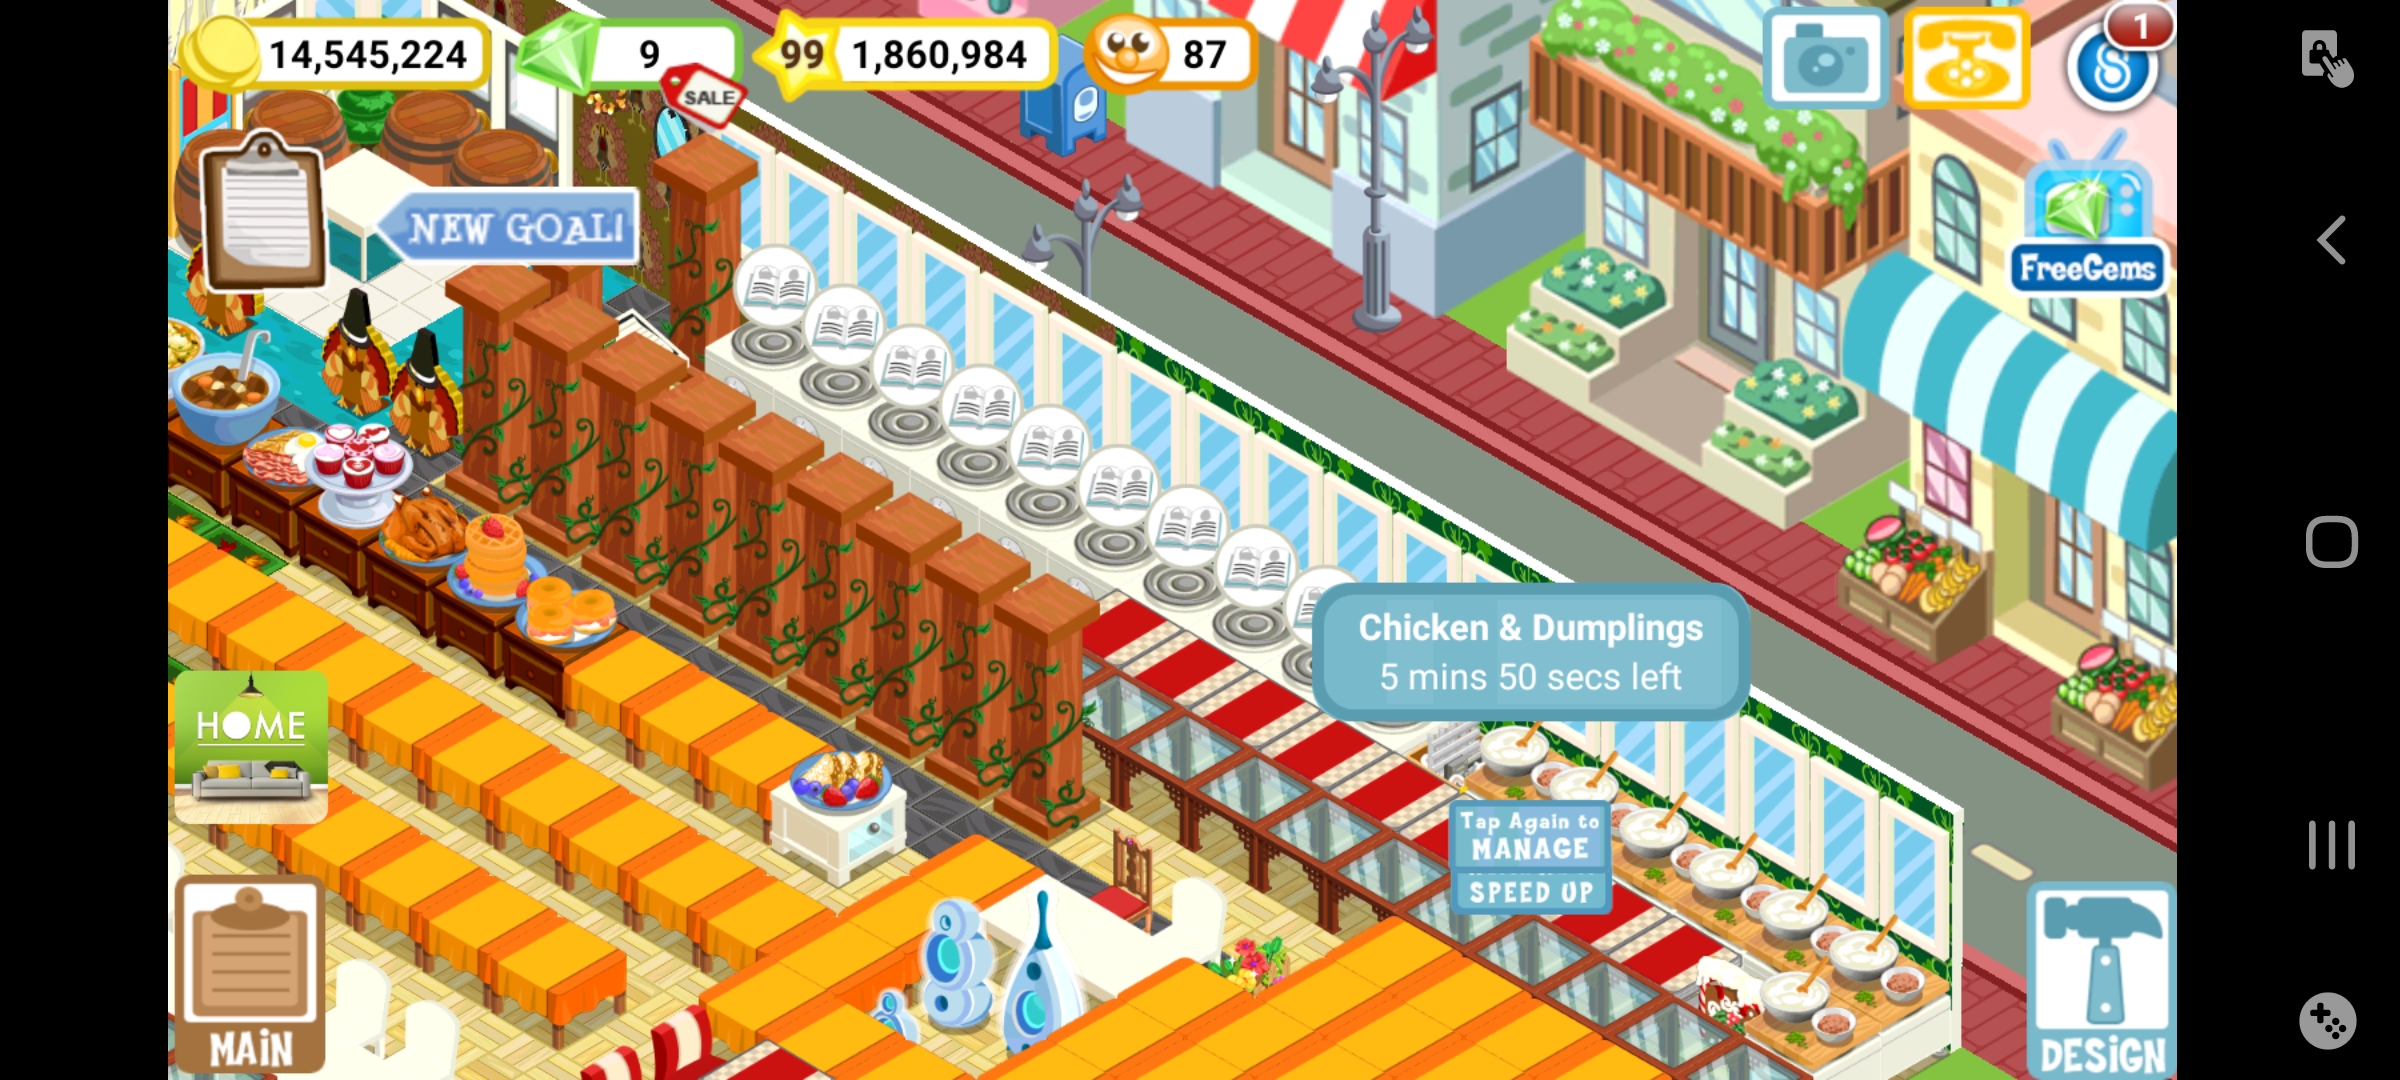 14,545,224
9
99 1,860,984
87
1
SALE
NEW GOAL!
FreeGems
HOME
Chicken & Dumplings
5 mins 50 secs left
Tap Again to
MANAGE
SPEED UP
MAiN
DESiGN